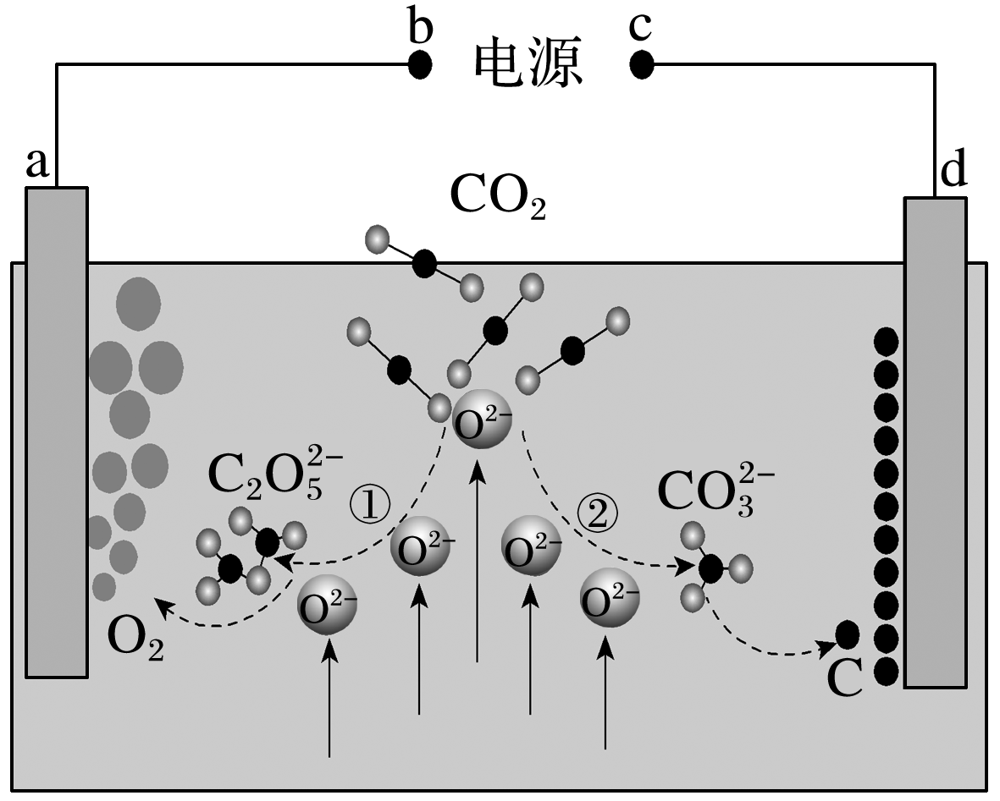 b 电源 c
a
d
CO₂
O²⁻
C₂O₅²⁻
①
②
CO₃²⁻
O²⁻
O²⁻
O²⁻
O²⁻
O₂
C